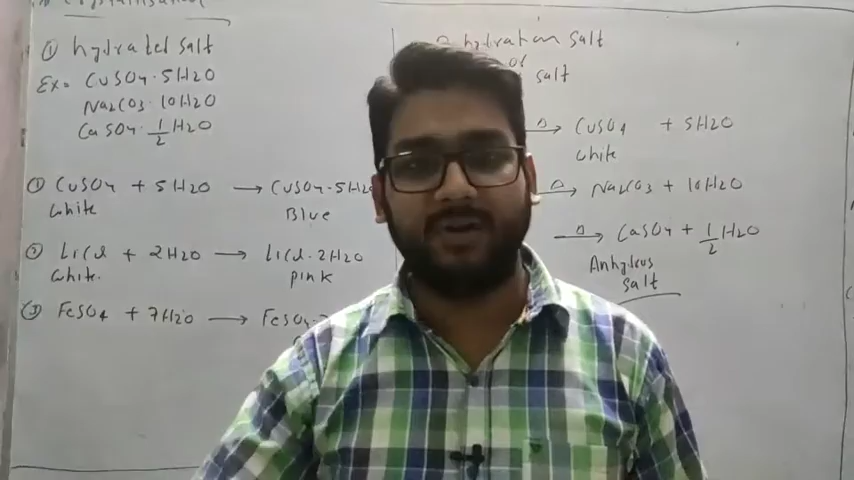 ① hydrated salt
Ex= CuSO4·5H2O
Na2CO3·10H2O
CaSO4·1/2H2O
① CuSO4 + 5H2O → CuSO4·5H2O
White Blue
② LiCl + 2H2O → LiCl·2H2O
White. pink
③ FeSO4 + 7H2O → FeSO4·
hydration salt
of
salt
Δ→ CuSO4 + 5H2O
White
Δ→ Na2CO3 + 10H2O
Δ→ CaSO4 + 1/2H2O
salt